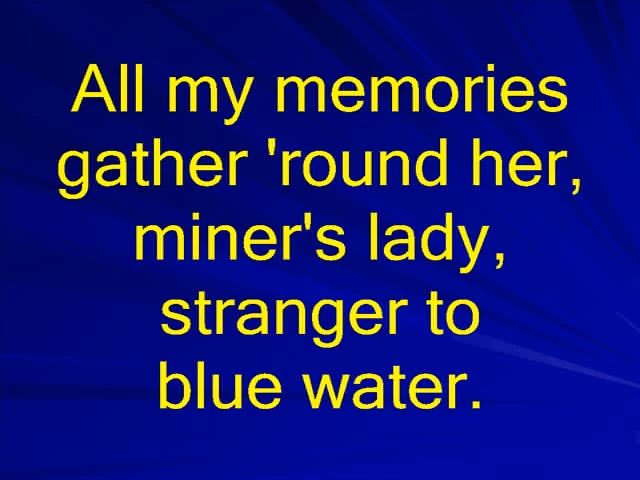 All my memories
gather 'round her,
miner's lady,
stranger to
blue water.